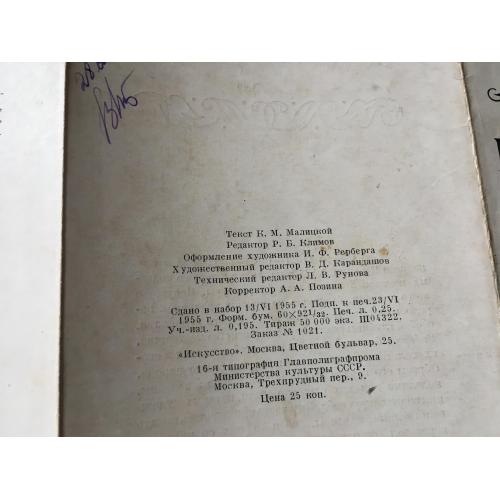 28
Текст К. М. Малицкой
Редактор Р. Б. Климов
Оформление художника И. Ф. Рерберга
Художественный редактор В. Д. Карандашов
Технический редактор Л. В. Рунова
Корректор А. А. Позина
Сдано в набор 13/VI 1955 г. Подп. к печ.23/VI
1955 г. Форм. бум. 60×921/32. Печ. л. 0,25.
Уч.-изд. л. 0,195. Тираж 50 000 экз. Ш04322.
Заказ № 1021.
«Искусство». Москва, Цветной бульвар, 25.
16-я типография Главполиграфпрома
Министерства культуры СССР.
Москва, Трехпрудный пер., 9.
Цена 25 коп.